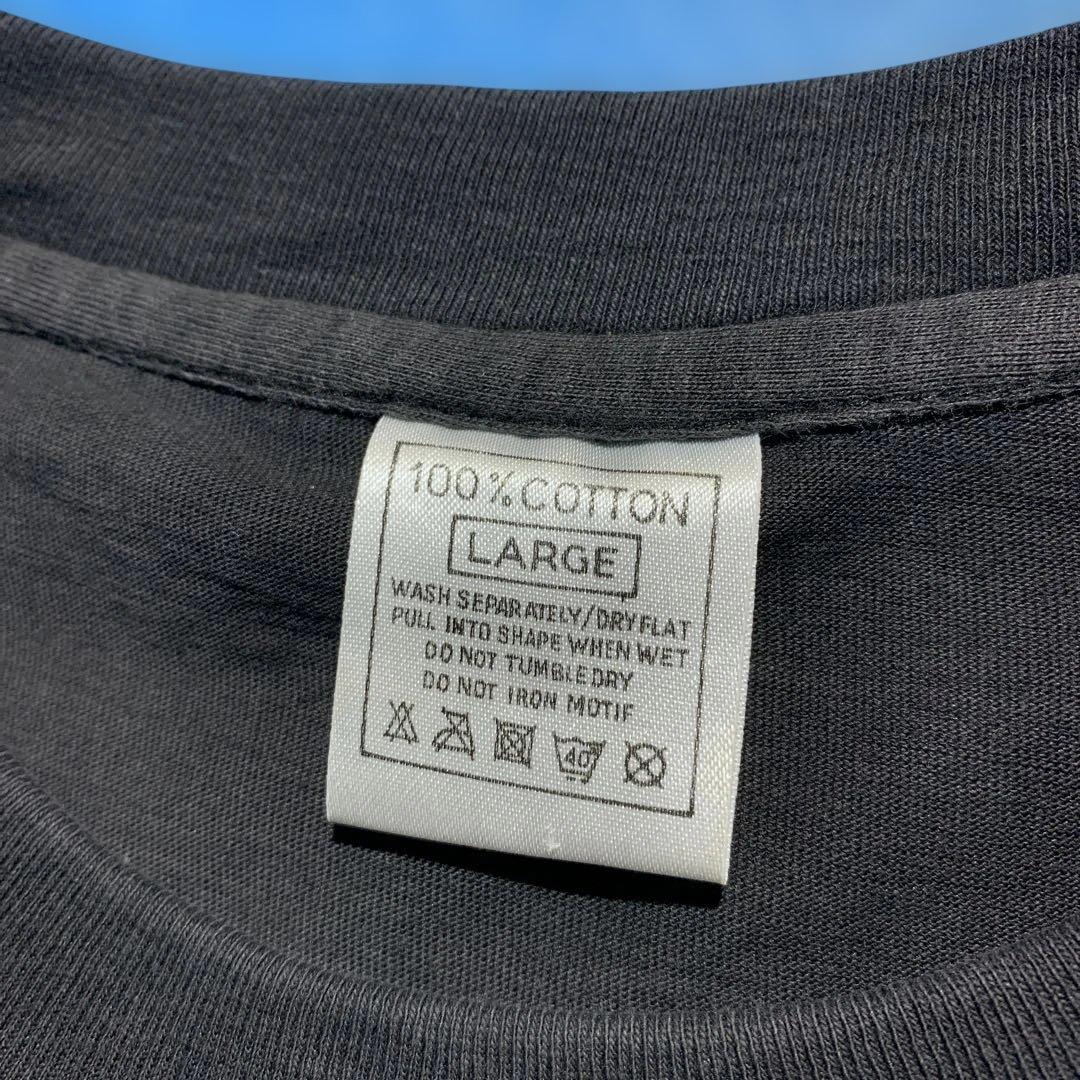 100% COTTON
LARGE
WASH SEPARATELY/DRY FLAT
PULL INTO SHAPE WHEN WET
DO NOT TUMBLE DRY
DO NOT IRON MOTIF
40